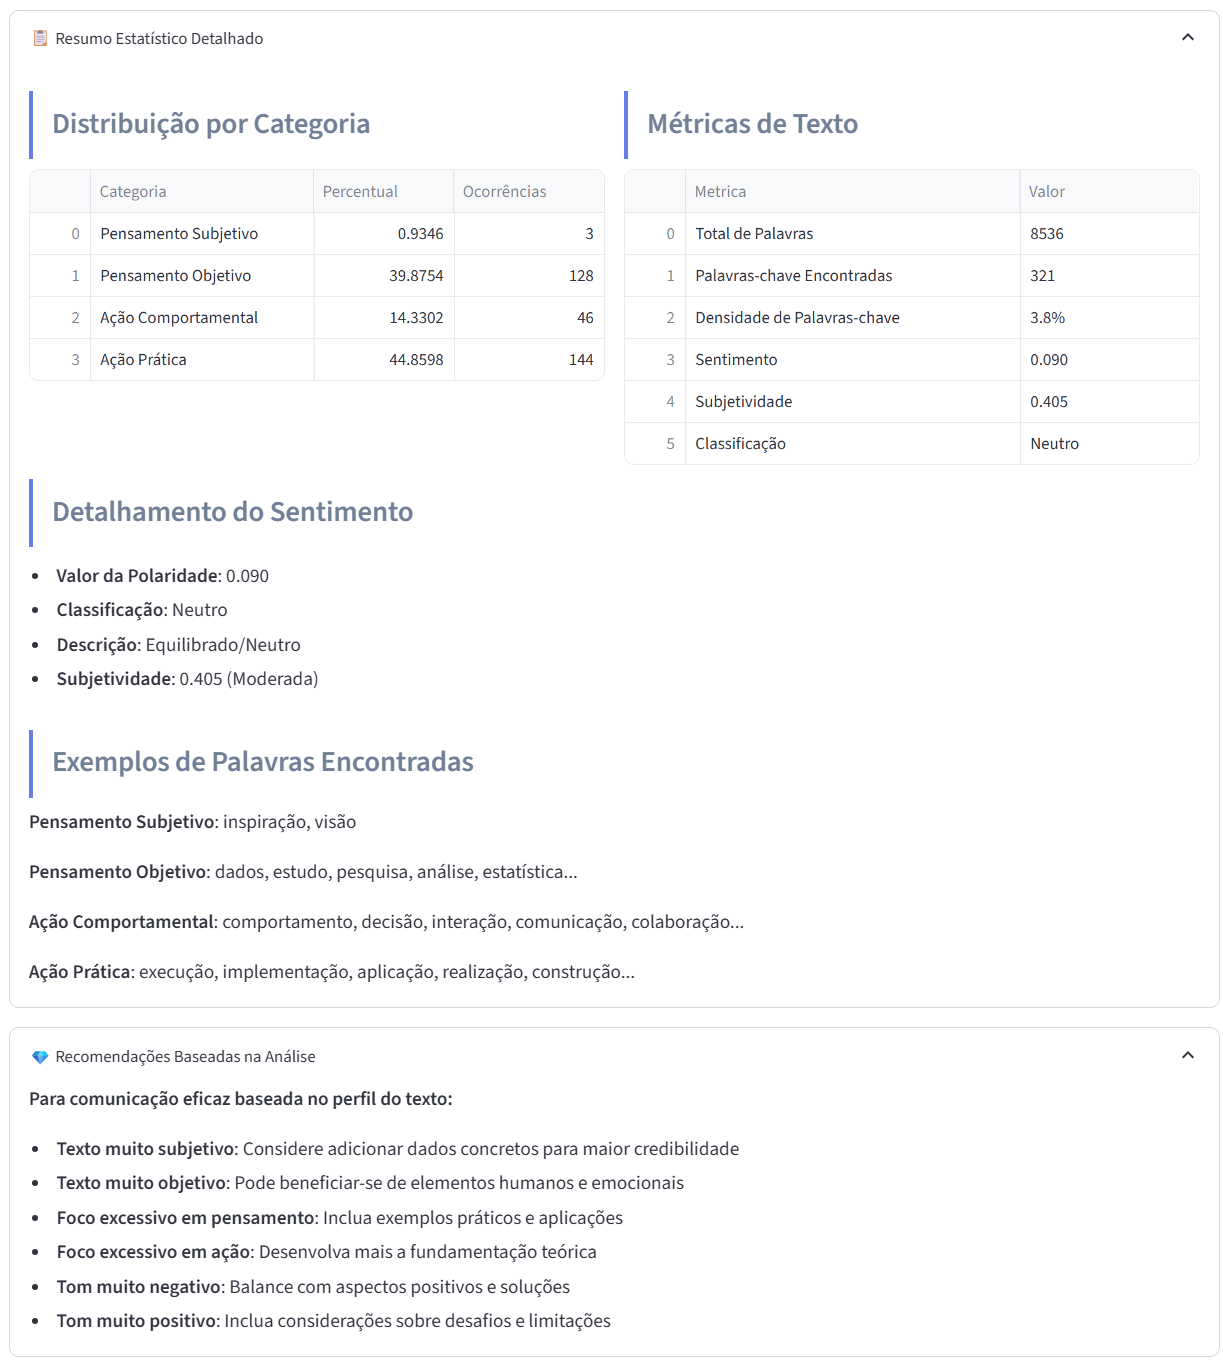 Resumo Estatístico Detalhado
Distribuição por Categoria
Categoria Percentual Ocorrências
0 Pensamento Subjetivo 0.9346 3
1 Pensamento Objetivo 39.8754 128
2 Ação Comportamental 14.3302 46
3 Ação Prática 44.8598 144
Métricas de Texto
Metrica Valor
0 Total de Palavras 8536
1 Palavras-chave Encontradas 321
2 Densidade de Palavras-chave 3.8%
3 Sentimento 0.090
4 Subjetividade 0.405
5 Classificação Neutro
Detalhamento do Sentimento
• Valor da Polaridade: 0.090
• Classificação: Neutro
• Descrição: Equilibrado/Neutro
• Subjetividade: 0.405 (Moderada)
Exemplos de Palavras Encontradas
Pensamento Subjetivo: inspiração, visão
Pensamento Objetivo: dados, estudo, pesquisa, análise, estatística...
Ação Comportamental: comportamento, decisão, interação, comunicação, colaboração...
Ação Prática: execução, implementação, aplicação, realização, construção...
Recomendações Baseadas na Análise
Para comunicação eficaz baseada no perfil do texto:
• Texto muito subjetivo: Considere adicionar dados concretos para maior credibilidade
• Texto muito objetivo: Pode beneficiar-se de elementos humanos e emocionais
• Foco excessivo em pensamento: Inclua exemplos práticos e aplicações
• Foco excessivo em ação: Desenvolva mais a fundamentação teórica
• Tom muito negativo: Balance com aspectos positivos e soluções
• Tom muito positivo: Inclua considerações sobre desafios e limitações